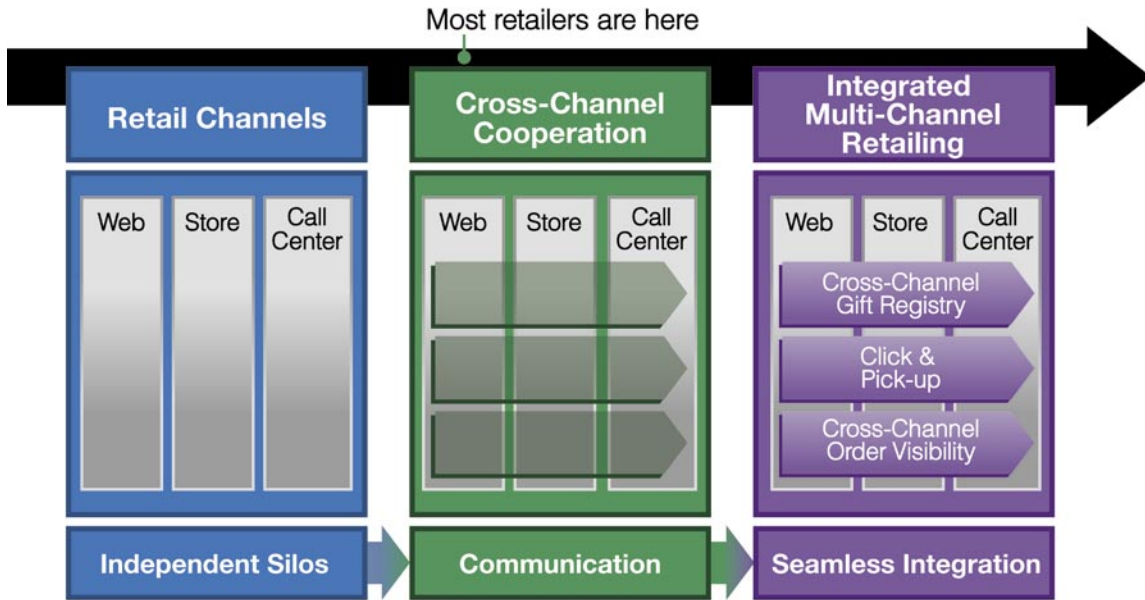 Most retailers are here
Retail Channels
Cross-Channel
Cooperation
Integrated
Multi-Channel
Retailing
Web
Store
Call
Center
Web
Store
Call
Center
Web
Store
Call
Center
Cross-Channel
Gift Registry
Click &
Pick-up
Cross-Channel
Order Visibility
Independent Silos
Communication
Seamless Integration